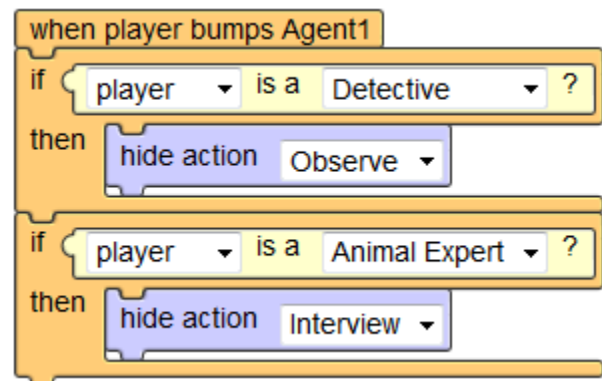 when player bumps Agent1
if player is a Detective ?
then hide action Observe
if player is a Animal Expert ?
then hide action Interview